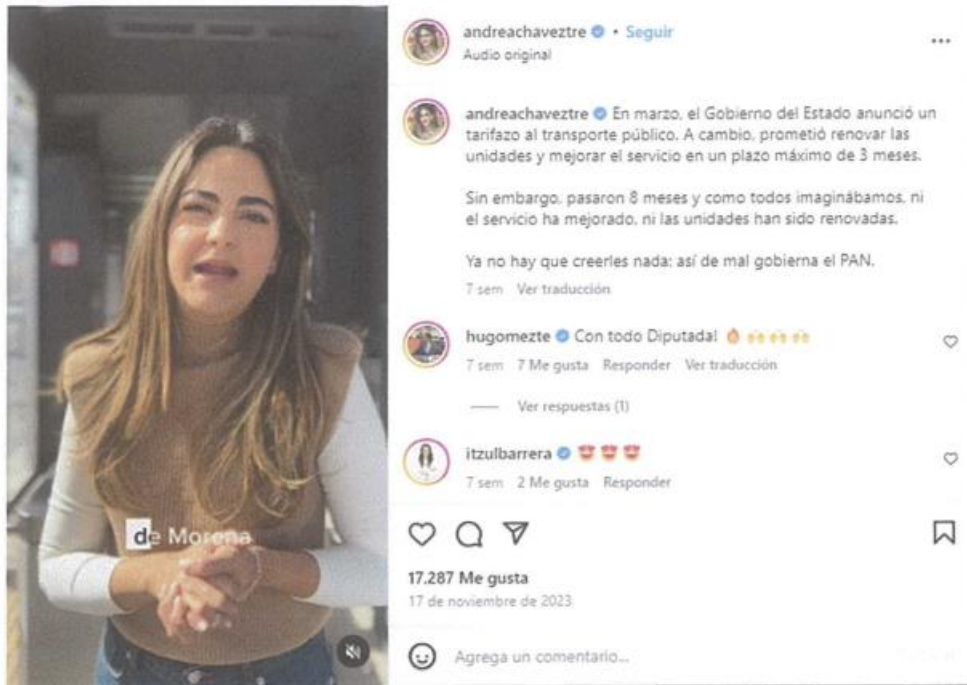 andreachaveztre • Seguir
Audio original
andreachaveztre En marzo, el Gobierno del Estado anunció un
tarifazo al transporte público. A cambio, prometió renovar las
unidades y mejorar el servicio en un plazo máximo de 3 meses.
Sin embargo, pasaron 8 meses y como todos imaginábamos, ni
el servicio ha mejorado, ni las unidades han sido renovadas.
Ya no hay que creerles nada: así de mal gobierna el PAN.
7 sem Ver traducción
hugomezte Con todo Diputada! 🔥 🙌 🙌 🙌
7 sem 7 Me gusta Responder Ver traducción
Ver respuestas (1)
itzulbarrera 😍 😍 😍
7 sem 2 Me gusta Responder
de Morena
17.287 Me gusta
17 de noviembre de 2023
Agrega un comentario...